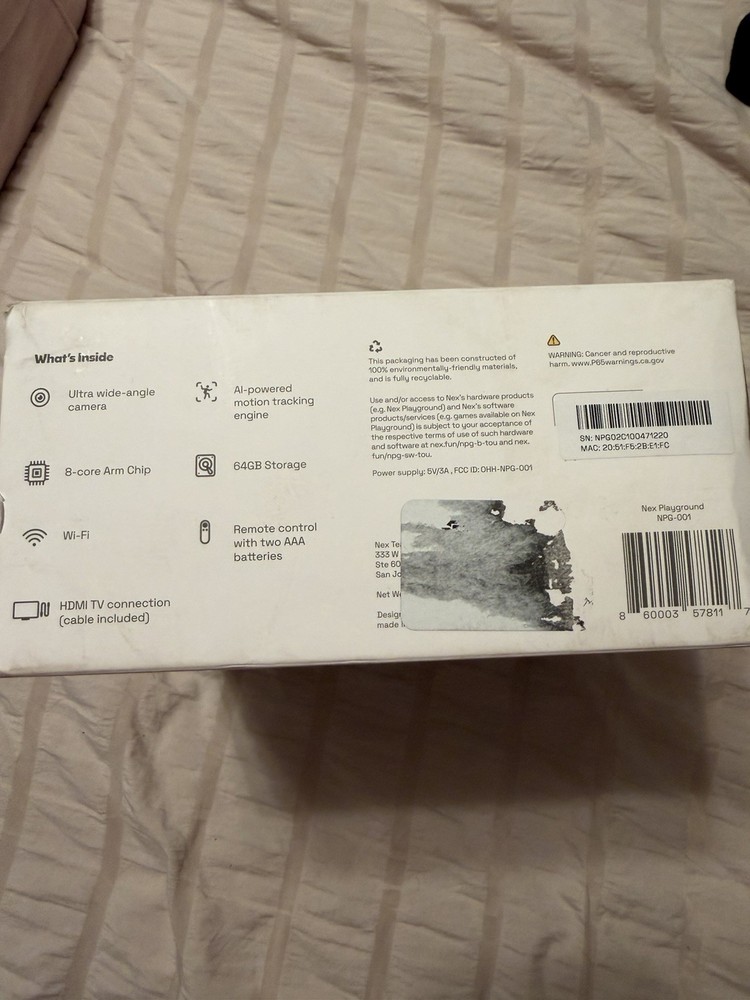 What's Inside
Ultra wide-angle
camera
AI-powered
motion tracking
engine
8-core Arm Chip
64GB Storage
Wi-Fi
Remote control
with two AAA
batteries
HDMI TV connection
(cable included)
This packaging has been constructed of
100% environmentally-friendly materials,
and is fully recyclable.
Use and/or access to Nex's hardware products
(e.g. Nex Playground) and Nex's software
products/services (e.g. games available on Nex
Playground) is subject to your acceptance of
the respective terms of use of such hardware
and software at nex.fun/npg-b-tou and nex.
fun/npg-sw-tou.
Power supply: 5V/3A , FCC ID: OHH-NPG-001
Nex
333 W
Ste 60
San
Net
made
WARNING: Cancer and reproductive
harm. www.P65warnings.ca.gov
SN: NPG02C100471220
MAC: 20:51:F5:2B:E1:FC
Nex Playground
NPG-001
8 60003 57811 7